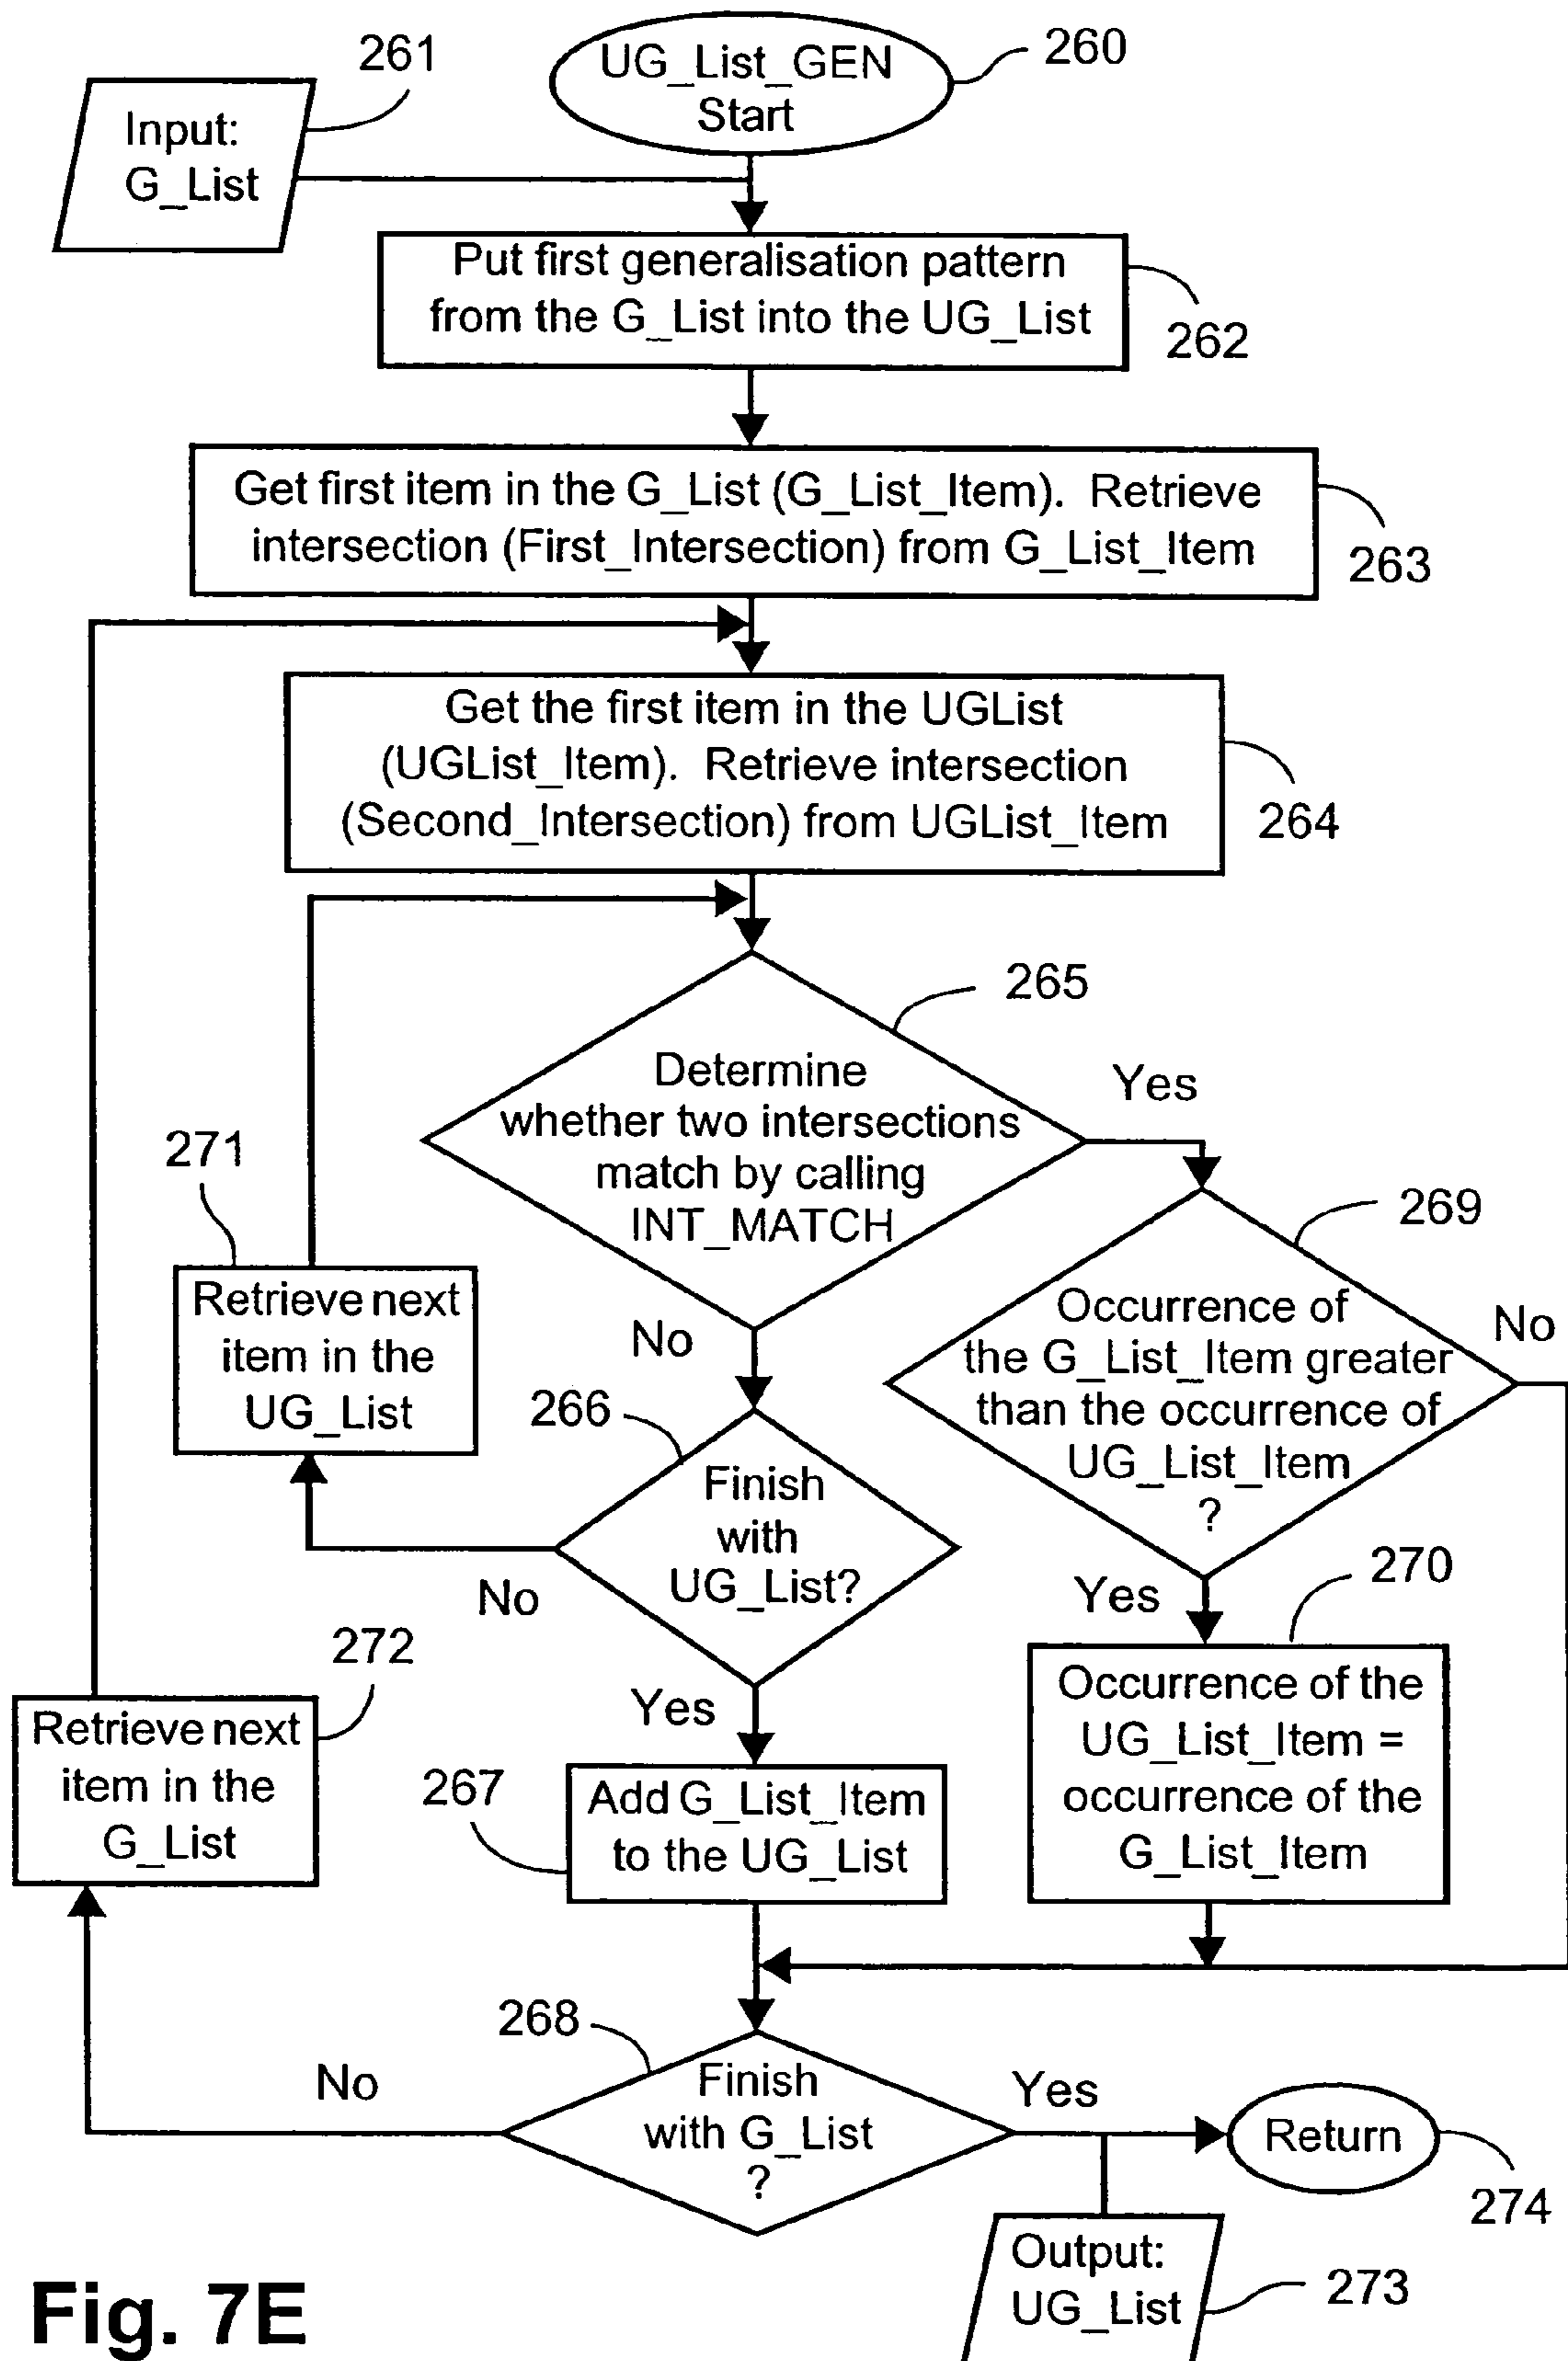 261
UG_List_GEN
Start
260
Input:
G_List
Put first generalisation pattern
from the G_List into the UG_List
262
Get first item in the G_List (G_List_Item). Retrieve
intersection (First_Intersection) from G_List_Item
263
Get the first item in the UGList
(UGList_Item). Retrieve intersection
(Second_Intersection) from UGList_Item
264
265
Determine
whether two intersections
match by calling
INT_MATCH
Yes
No
271
Retrieve next
item in the
UG_List
269
Occurrence of
the G_List_Item greater
than the occurrence of
UG_List_Item
?
No
Yes
266
Finish
with
UG_List?
No
Yes
272
Retrieve next
item in the
G_List
267
Add G_List_Item
to the UG_List
270
Occurrence of the
UG_List_Item =
occurrence of the
G_List_Item
268
Finish
with G_List
?
No
Yes
Return
274
Output:
UG_List
273
Fig. 7E